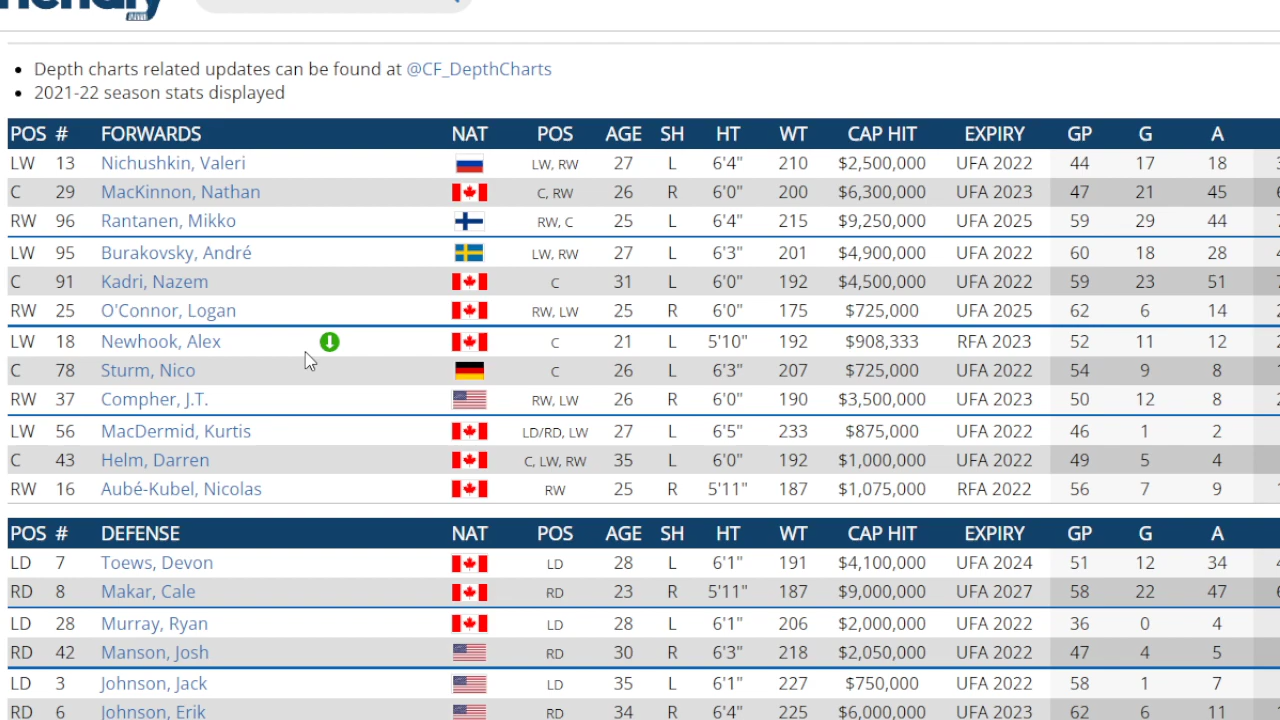 • Depth charts related updates can be found at @CF_DepthCharts
• 2021-22 season stats displayed
POS # FORWARDS NAT POS AGE SH HT WT CAP HIT EXPIRY GP G A
LW 13 Nichushkin, Valeri LW, RW 27 L 6'4" 210 $2,500,000 UFA 2022 44 17 18
C 29 MacKinnon, Nathan C, RW 26 R 6'0" 200 $6,300,000 UFA 2023 47 21 45
RW 96 Rantanen, Mikko RW, C 25 L 6'4" 215 $9,250,000 UFA 2025 59 29 44
LW 95 Burakovsky, André LW, RW 27 L 6'3" 201 $4,900,000 UFA 2022 60 18 28
C 91 Kadri, Nazem C 31 L 6'0" 192 $4,500,000 UFA 2022 59 23 51
RW 25 O'Connor, Logan RW, LW 25 R 6'0" 175 $725,000 UFA 2025 62 6 14
LW 18 Newhook, Alex C 21 L 5'10" 192 $908,333 RFA 2023 52 11 12
C 78 Sturm, Nico C 26 L 6'3" 207 $725,000 UFA 2022 54 9 8
RW 37 Compher, J.T. RW, LW 26 R 6'0" 190 $3,500,000 UFA 2023 50 12 8
LW 56 MacDermid, Kurtis LD/RD, LW 27 L 6'5" 233 $875,000 UFA 2022 46 1 2
C 43 Helm, Darren C, LW, RW 35 L 6'0" 192 $1,000,000 UFA 2022 49 5 4
RW 16 Aubé-Kubel, Nicolas RW 25 R 5'11" 187 $1,075,000 RFA 2022 56 7 9
POS # DEFENSE NAT POS AGE SH HT WT CAP HIT EXPIRY GP G A
LD 7 Toews, Devon LD 28 L 6'1" 191 $4,100,000 UFA 2024 51 12 34
RD 8 Makar, Cale RD 23 R 5'11" 187 $9,000,000 UFA 2027 58 22 47
LD 28 Murray, Ryan LD 28 L 6'1" 206 $2,000,000 UFA 2022 36 0 4
RD 42 Manson, Josh RD 30 R 6'3" 218 $2,050,000 UFA 2022 47 4 5
LD 3 Johnson, Jack LD 35 L 6'1" 227 $750,000 UFA 2022 58 1 7
RD 6 Johnson, Erik RD 34 R 6'4" 225 $6,000,000 UFA 2023 62 6 11